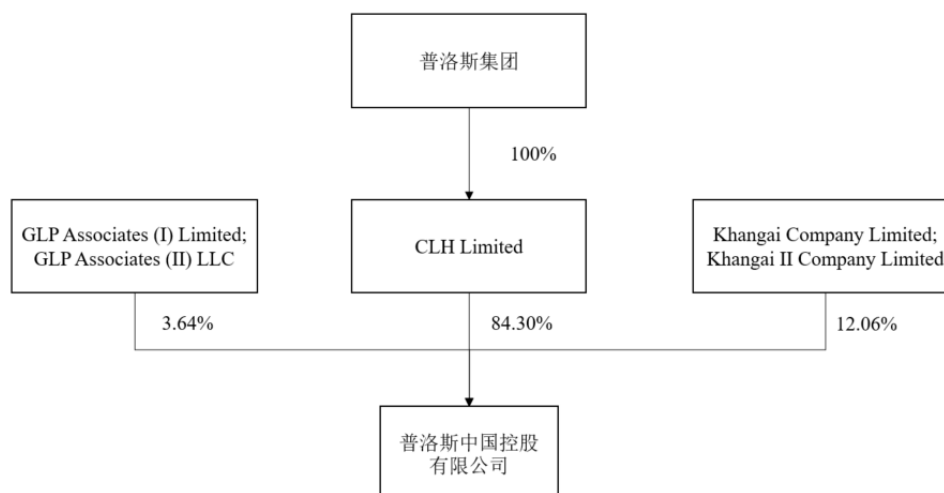 普洛斯集团
100%
GLP Associates (I) Limited;
GLP Associates (II) LLC
CLH Limited
Khangai Company Limited;
Khangai II Company Limited
3.64%
84.30%
12.06%
普洛斯中国控股
有限公司